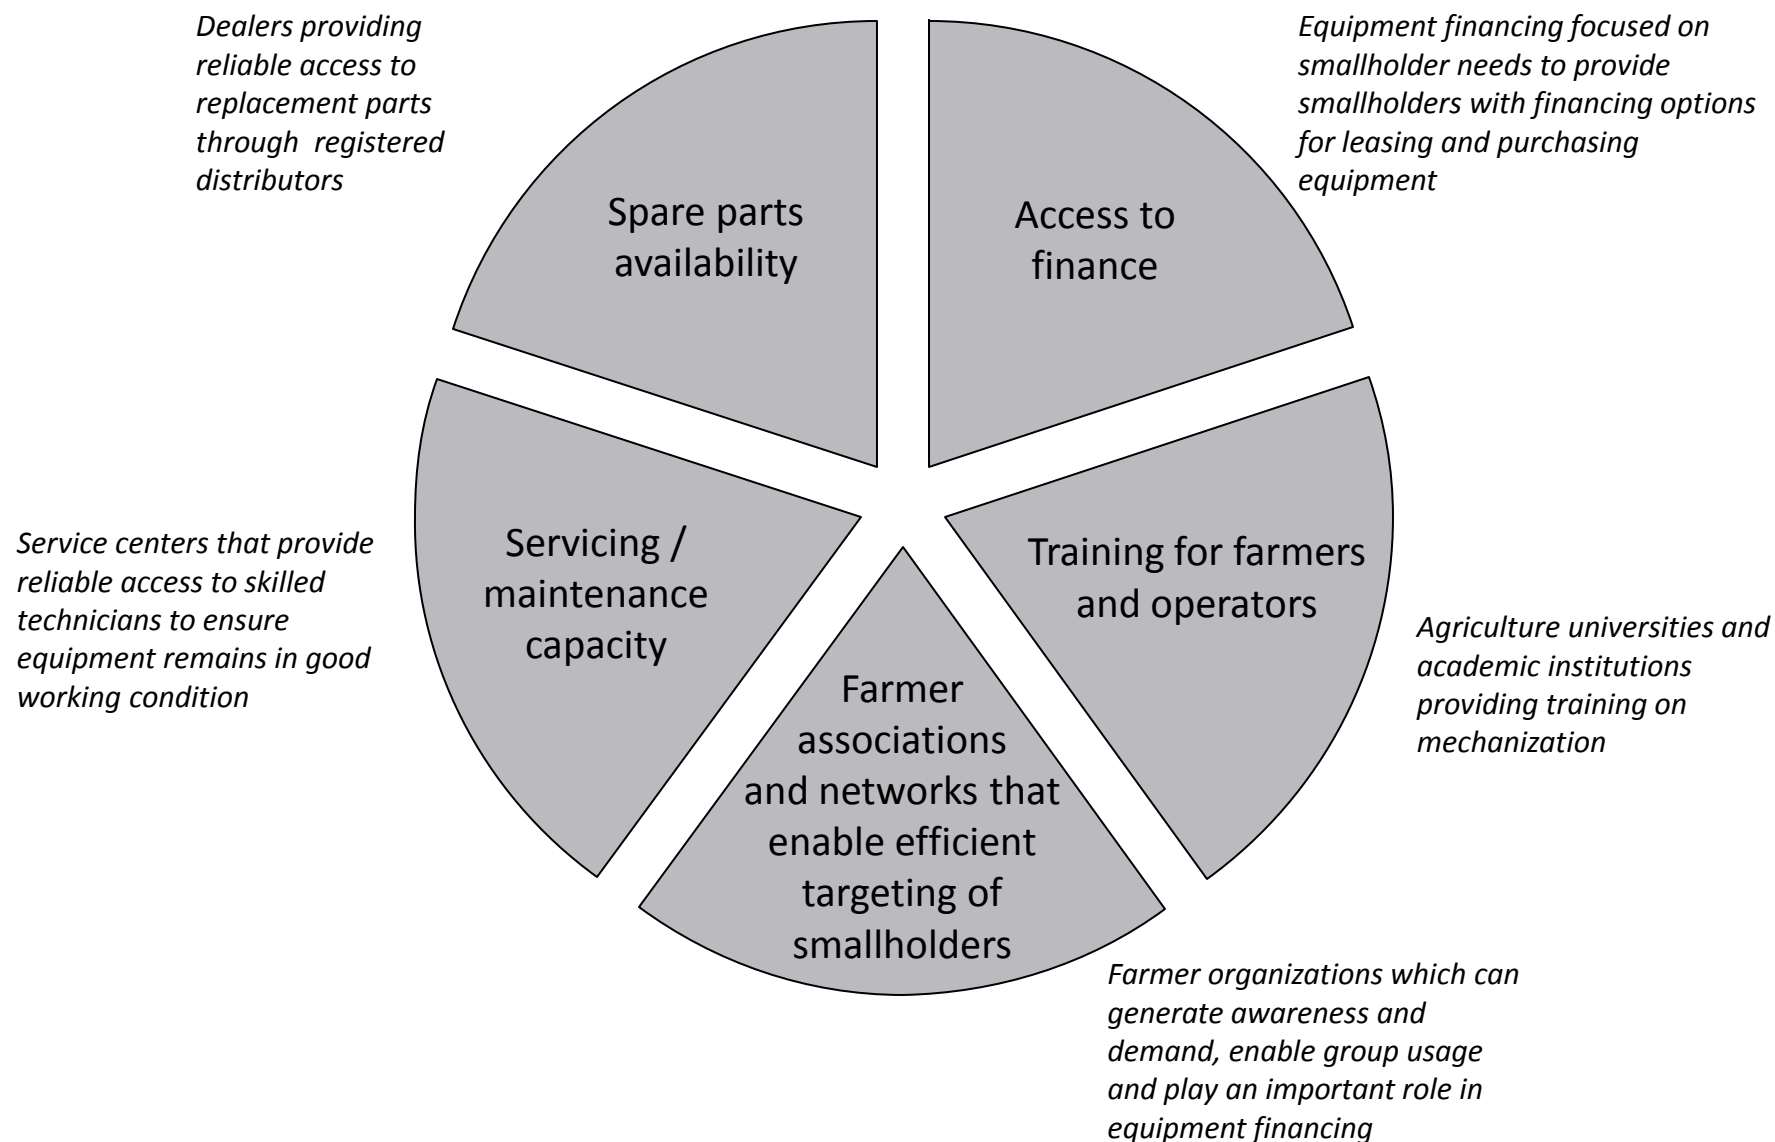 Dealers providing
reliable access to
replacement parts
through registered
distributors
Equipment financing focused on
smallholder needs to provide
smallholders with financing options
for leasing and purchasing
equipment
Spare parts
availability
Access to
finance
Service centers that provide
reliable access to skilled
technicians to ensure
equipment remains in good
working condition
Servicing /
maintenance
capacity
Training for farmers
and operators
Agriculture universities and
academic institutions
providing training on
mechanization
Farmer
associations
and networks that
enable efficient
targeting of
smallholders
Farmer organizations which can
generate awareness and
demand, enable group usage
and play an important role in
equipment financing